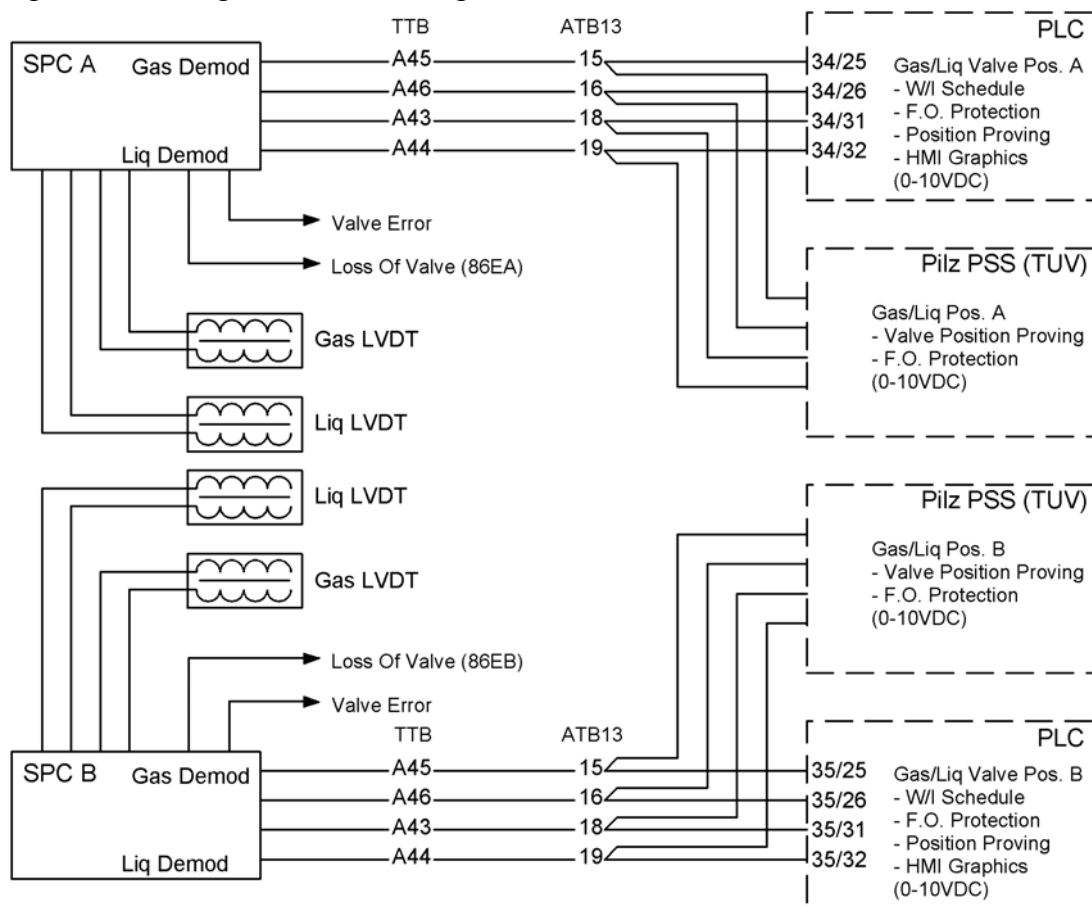 TTB
ATB13
PLC
SPC A
Gas Demod
Liq Demod
A45
15
34/25
A46
16
34/26
A43
18
34/31
A44
19
34/32
Gas/Liq Valve Pos. A
- W/I Schedule
- F.O. Protection
- Position Proving
- HMI Graphics
(0-10VDC)
Valve Error
Loss Of Valve (86EA)
Gas LVDT
Liq LVDT
Pilz PSS (TUV)
Gas/Liq Pos. A
- Valve Position Proving
- F.O. Protection
(0-10VDC)
Liq LVDT
Gas LVDT
Pilz PSS (TUV)
Gas/Liq Pos. B
- Valve Position Proving
- F.O. Protection
(0-10VDC)
Loss Of Valve (86EB)
Valve Error
TTB
ATB13
PLC
SPC B
Gas Demod
Liq Demod
A45
15
35/25
A46
16
35/26
A43
18
35/31
A44
19
35/32
Gas/Liq Valve Pos. B
- W/I Schedule
- F.O. Protection
- Position Proving
- HMI Graphics
(0-10VDC)